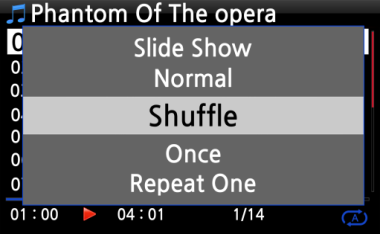 Phantom Of The opera
Slide Show
Normal
Shuffle
Once
Repeat One
01 : 00 04 : 01 1/14
A